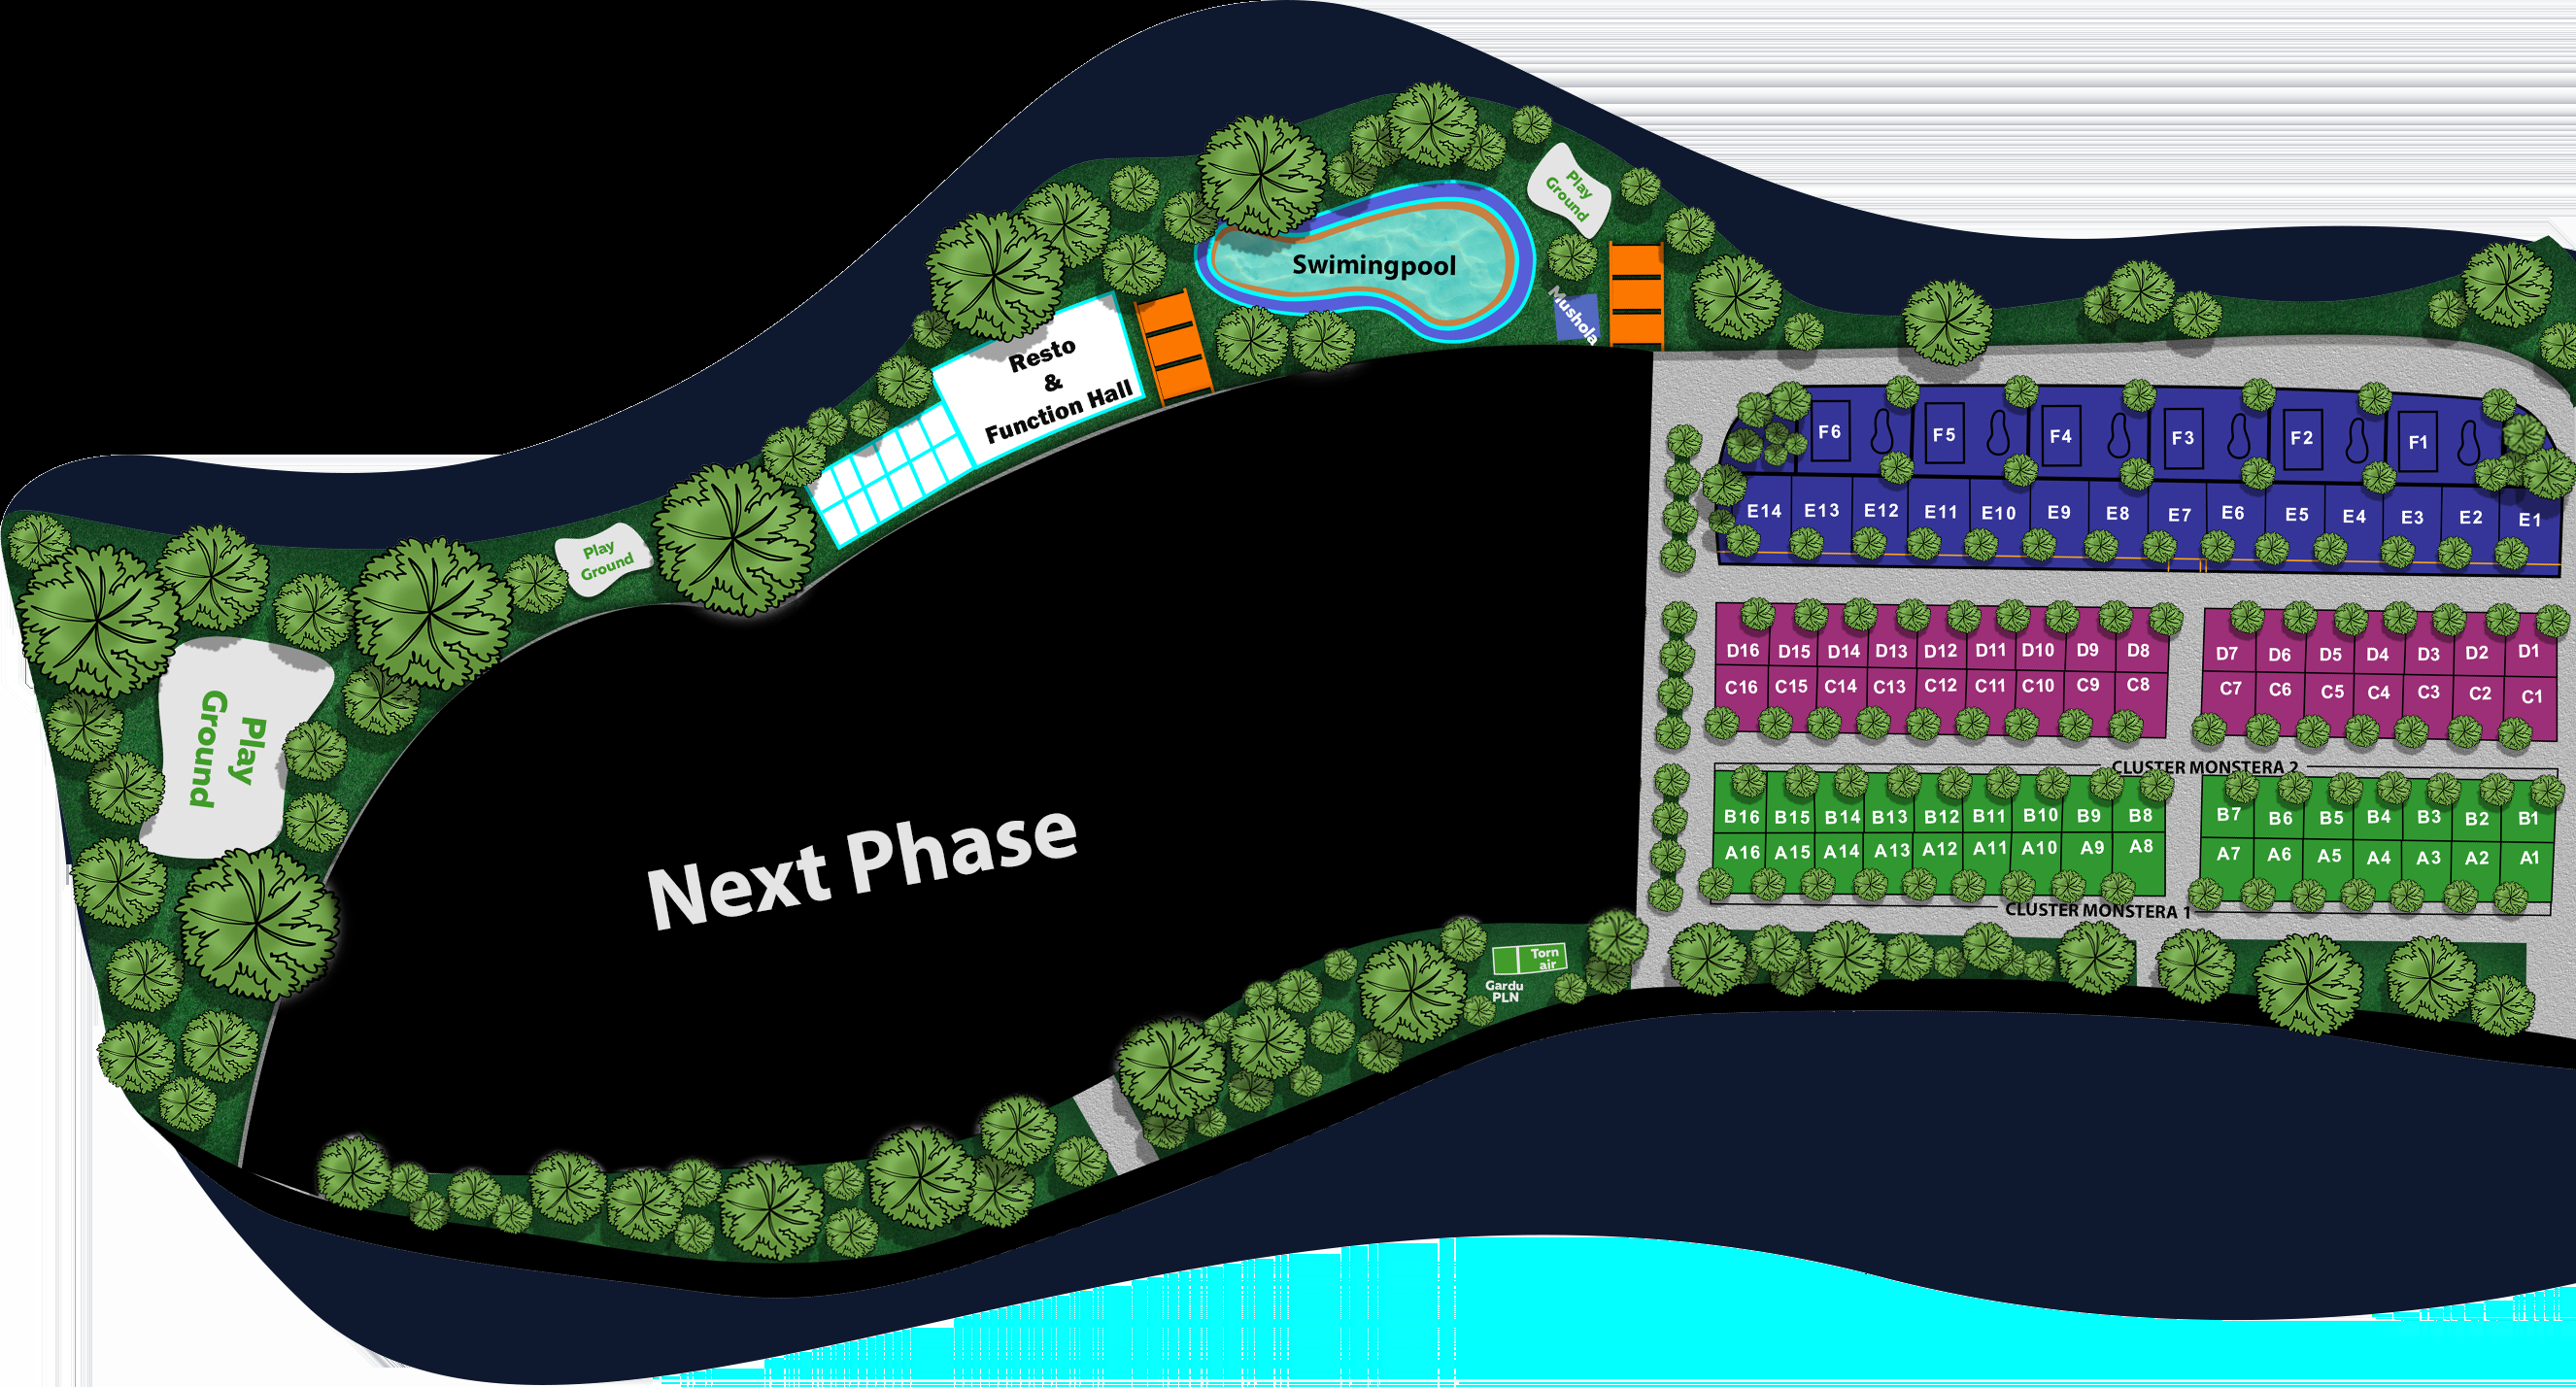 Swimingpool
Play
Ground
Mushola
Resto
&
Function Hall
Play
Ground
Play
Ground
Next Phase
Torn
air
Gardu
PLN
F6 F5 F4 F3 F2 F1
E14 E13 E12 E11 E10 E9 E8 E7 E6 E5 E4 E3 E2 E1
D16 D15 D14 D13 D12 D11 D10 D9 D8 D7 D6 D5 D4 D3 D2 D1
C16 C15 C14 C13 C12 C11 C10 C9 C8 C7 C6 C5 C4 C3 C2 C1
CLUSTER MONSTERA 2
B16 B15 B14 B13 B12 B11 B10 B9 B8 B7 B6 B5 B4 B3 B2 B1
A16 A15 A14 A13 A12 A11 A10 A9 A8 A7 A6 A5 A4 A3 A2 A1
CLUSTER MONSTERA 1